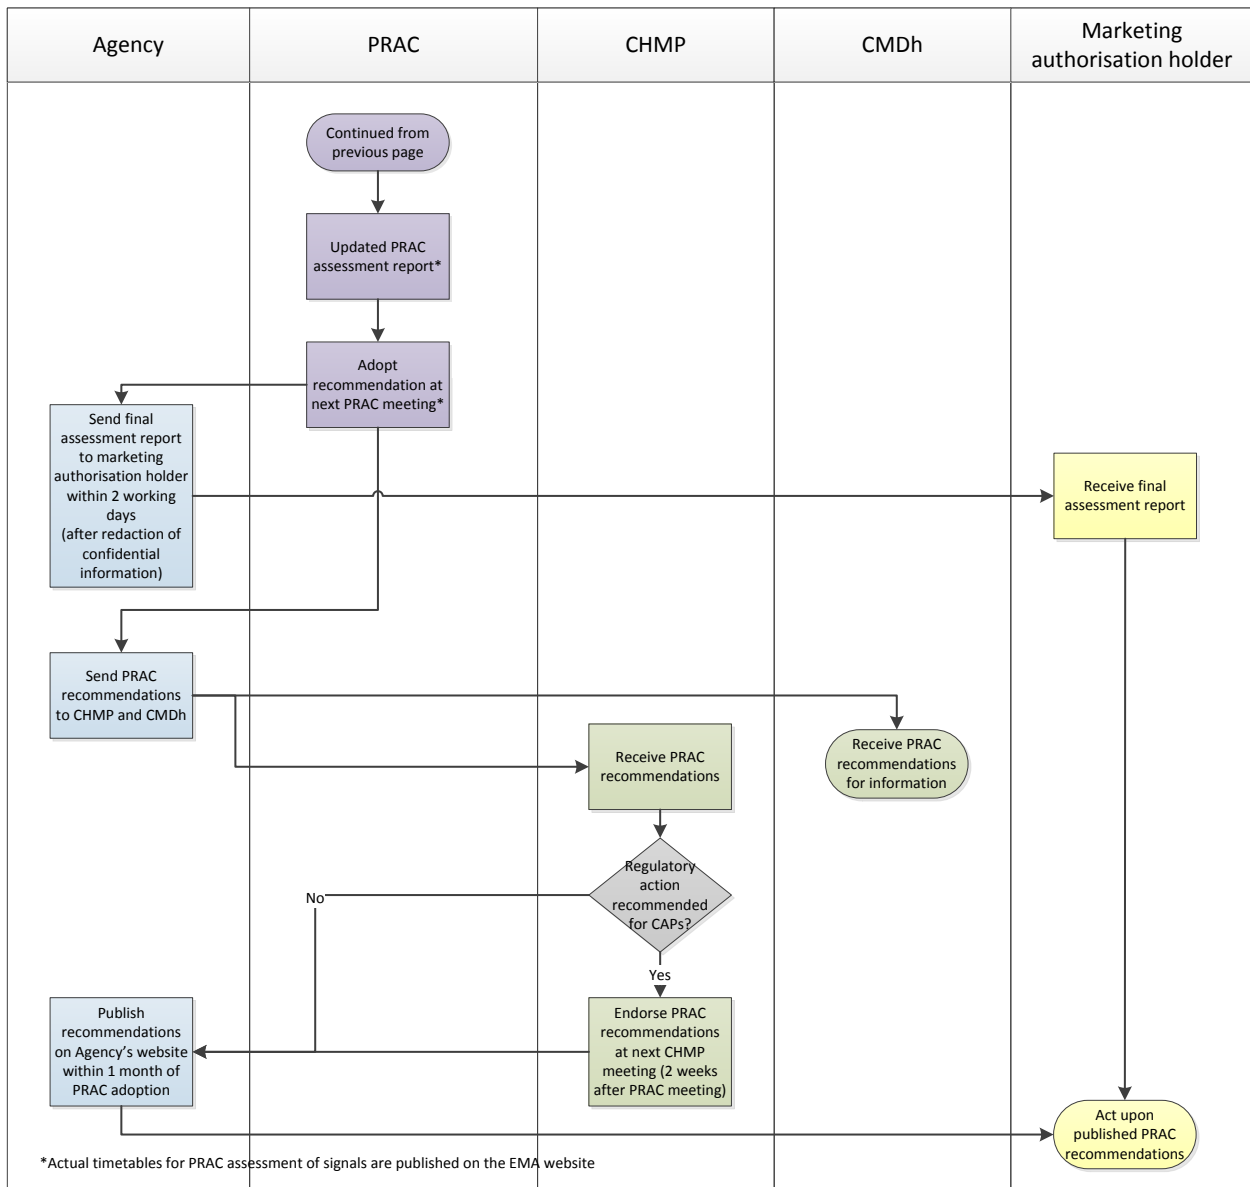 Agency
PRAC
CHMP
CMDh
Marketing
authorisation holder
Continued from
previous page
Updated PRAC
assessment report*
Adopt
recommendation at
next PRAC meeting*
Send final
assessment report
to marketing
authorisation holder
within 2 working
days
(after redaction of
confidential
information)
Receive final
assessment report
Send PRAC
recommendations
to CHMP and CMDh
Receive PRAC
recommendations
Receive PRAC
recommendations
for information
Regulatory
action
recommended
for CAPs?
No
Yes
Publish
recommendations
on Agency’s website
within 1 month of
PRAC adoption
Endorse PRAC
recommendations
at next CHMP
meeting (2 weeks
after PRAC meeting)
Act upon
published PRAC
recommendations
*Actual timetables for PRAC assessment of signals are published on the EMA website